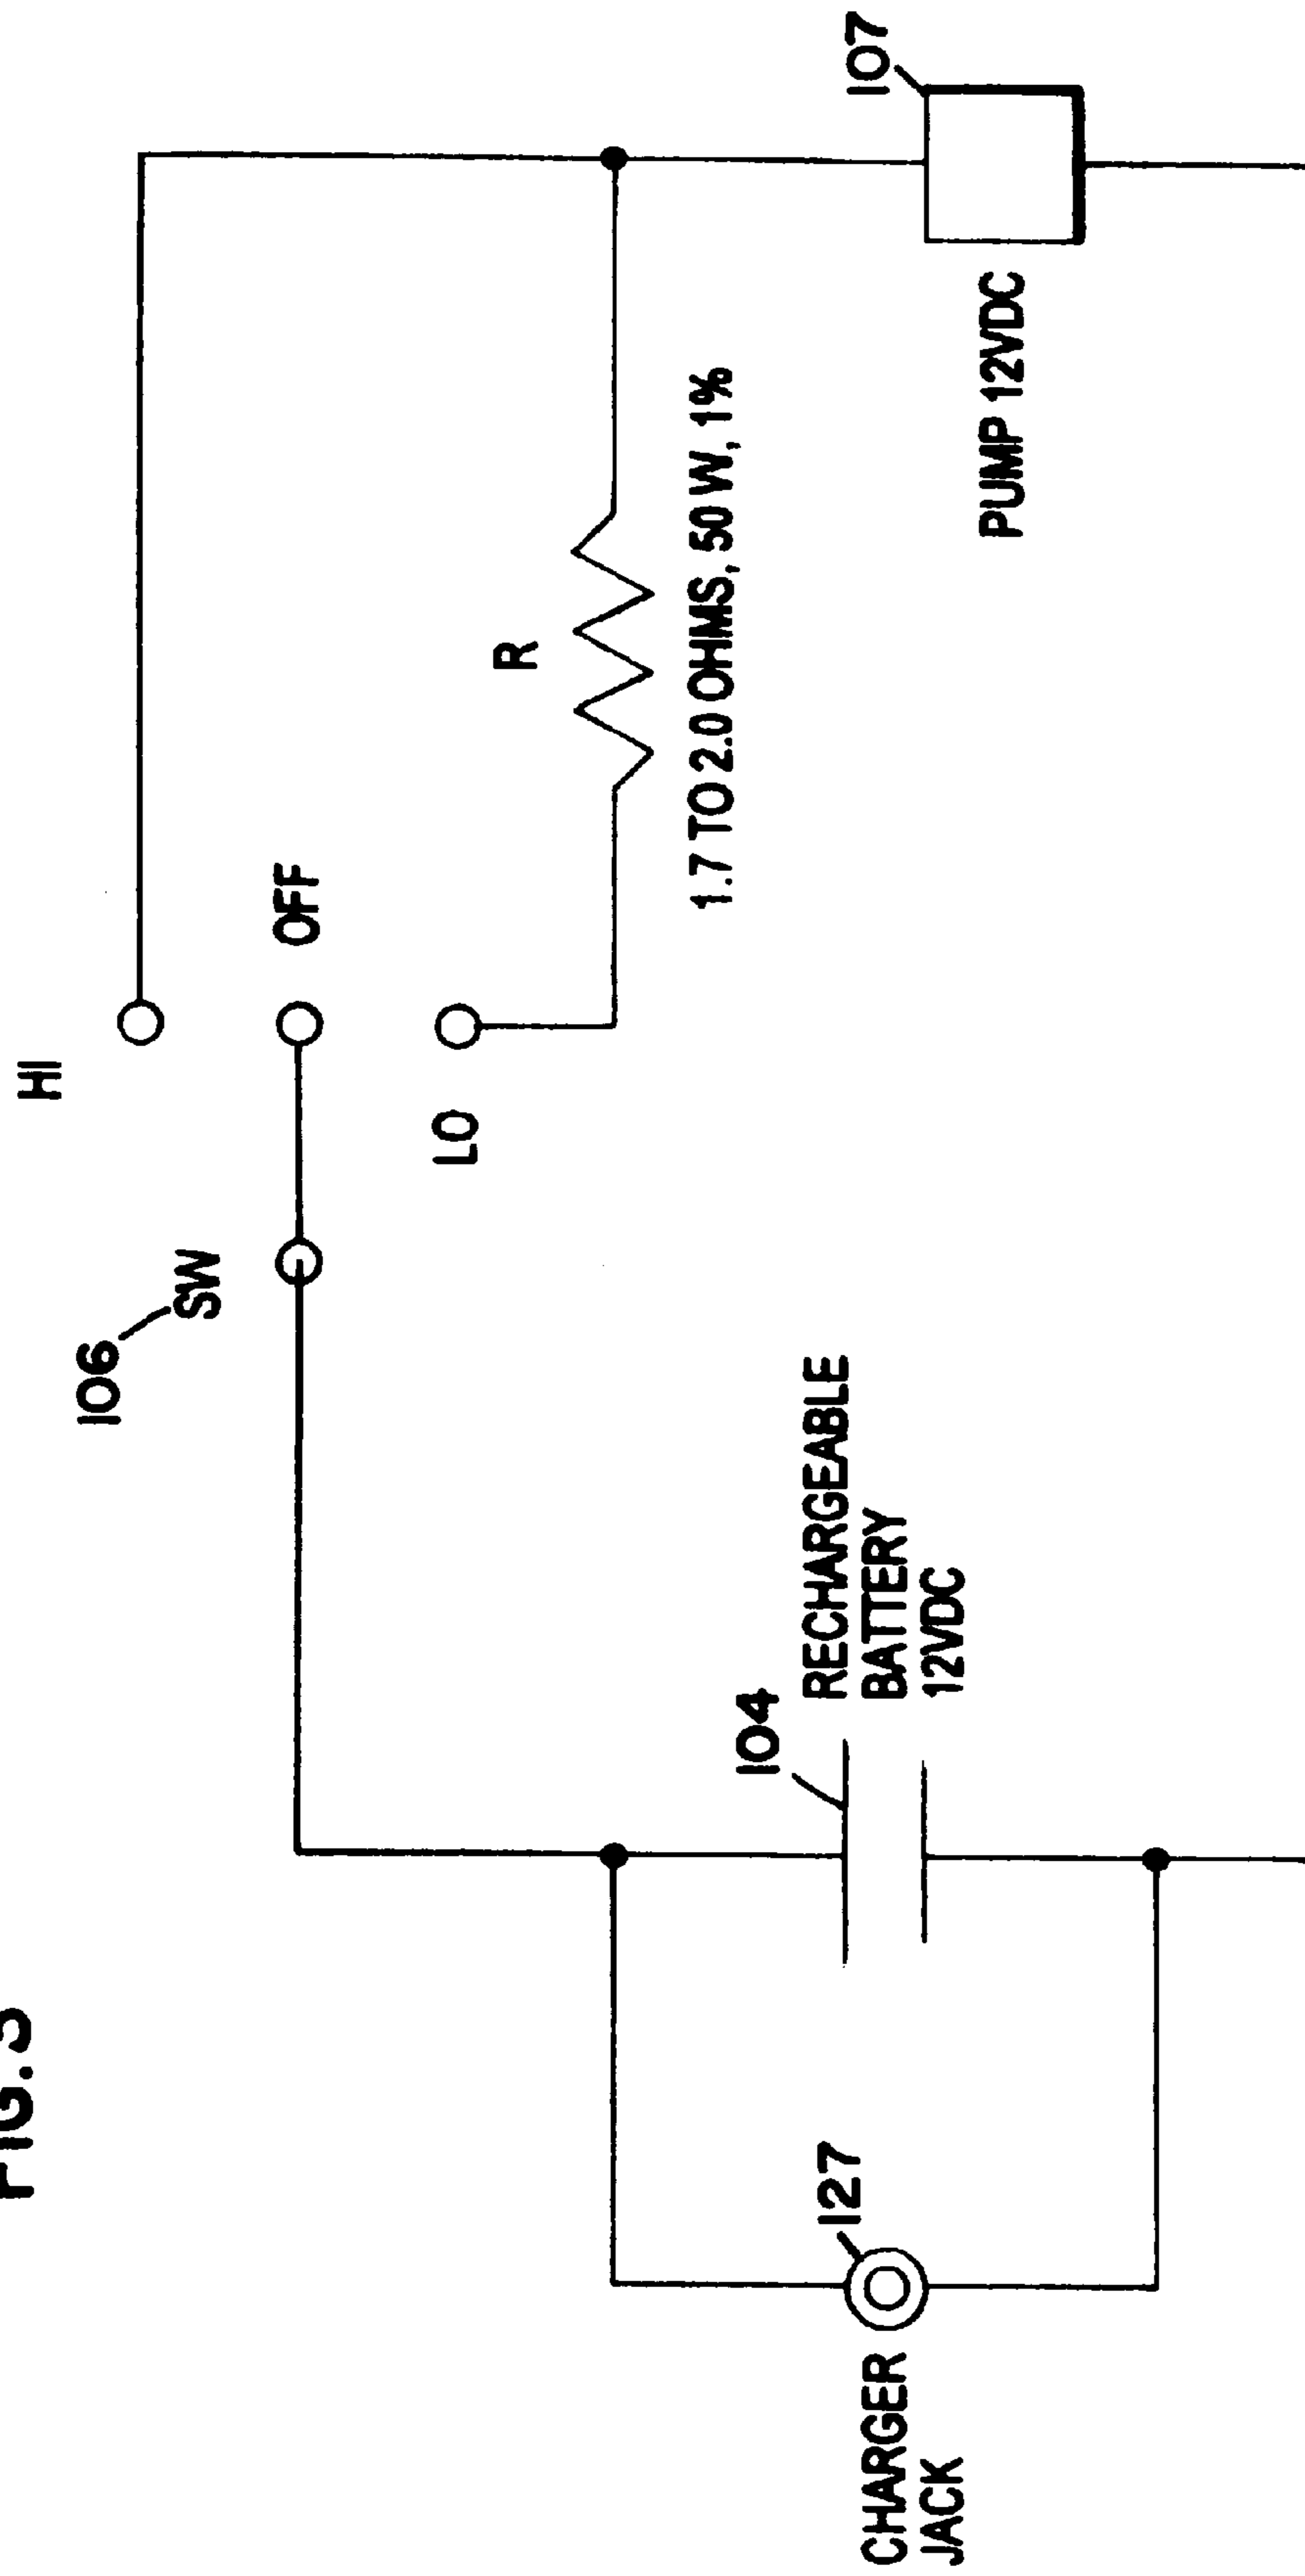 FIG.
HI
106
SW
OFF
LO
R
1.7 TO 2.0 OHMS, 50 W, 1%
104
RECHARGEABLE
BATTERY
12VDC
127
CHARGER
JACK
107
PUMP 12VDC